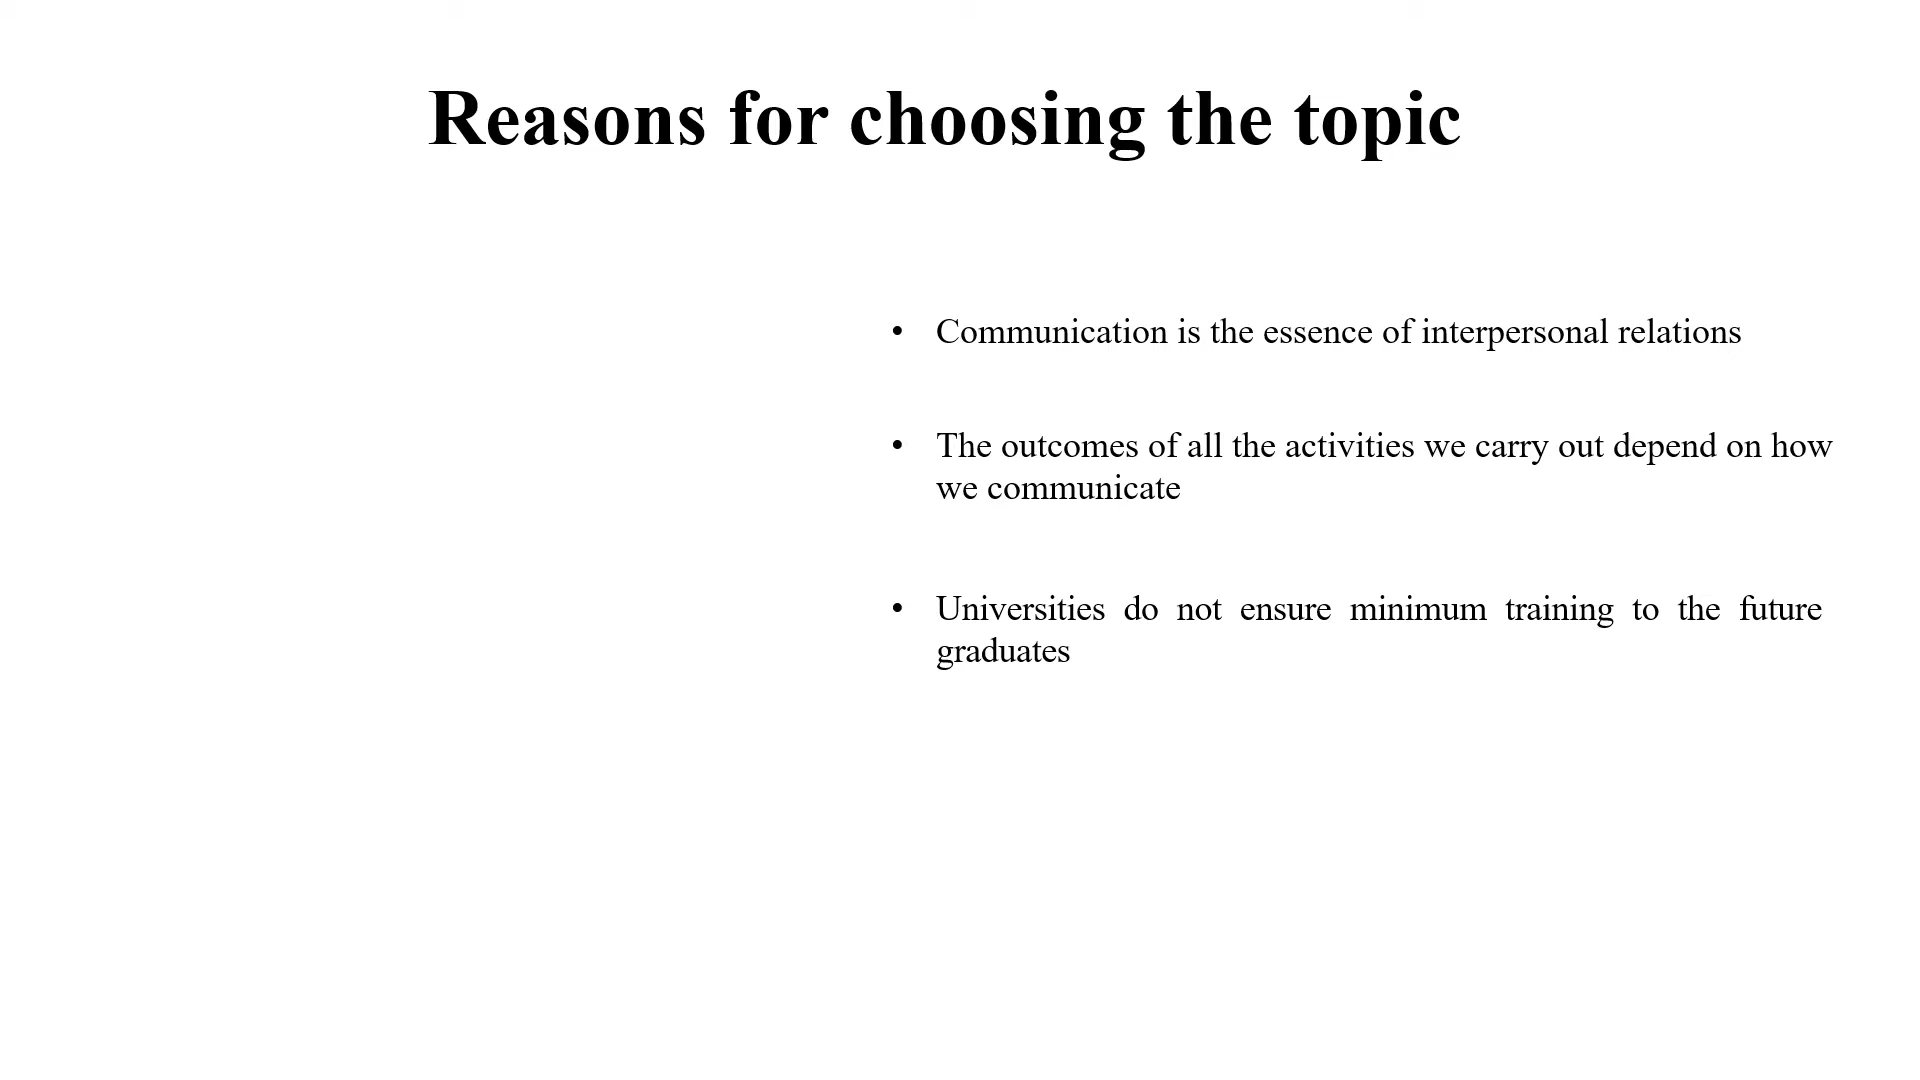 Reasons for choosing the topic
• Communication is the essence of interpersonal relations
• The outcomes of all the activities we carry out depend on how
we communicate
• Universities do not ensure minimum training to the future
graduates